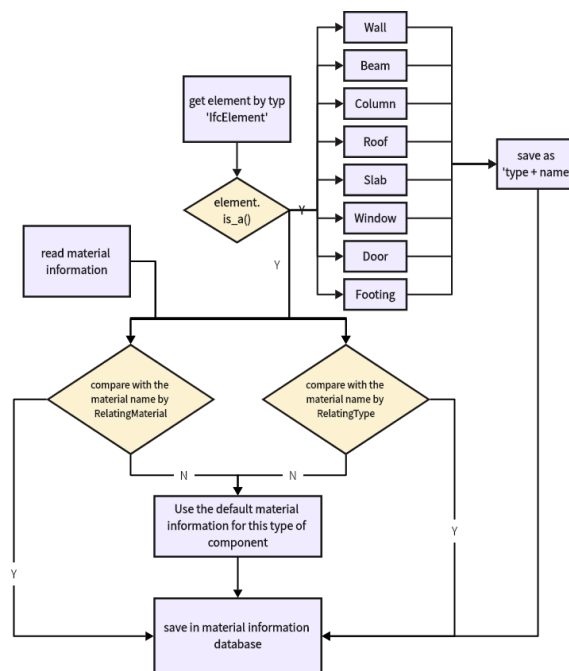 Wall
Beam
get element by typ
'IfcElement'
Column
Roof
save as
'type + name
Slab
element.
is_a()
Y
Window
read material
information
Door
Y
Footing
compare with the
material name by
RelatingMaterial
compare with the
material name by
RelatingType
N
N
Use the default material
information for this type of
component
Y
Y
save in material information
database